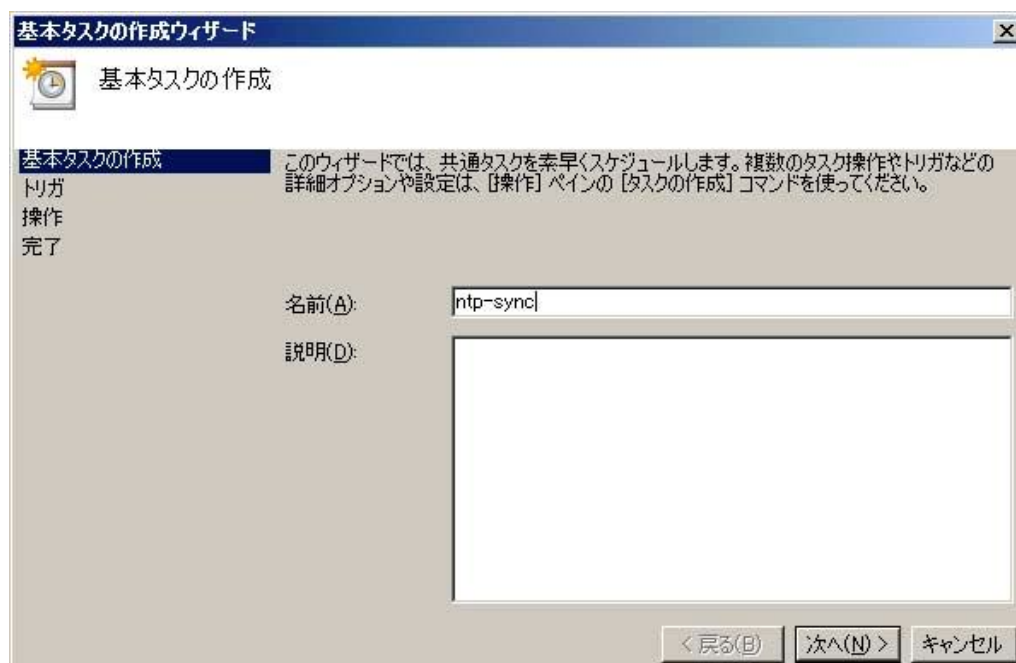 基本タスクの作成ウィザード
基本タスクの作成
基本タスクの作成
トリガ
操作
完了
このウィザードでは、共通タスクを素早くスケジュールします。複数のタスク操作やトリガなどの
詳細オプションや設定は、[操作] ペインの [タスクの作成] コマンドを使ってください。
名前(A):
ntp-sync
説明(D):
< 戻る(B)
次へ(N) >
キャンセル